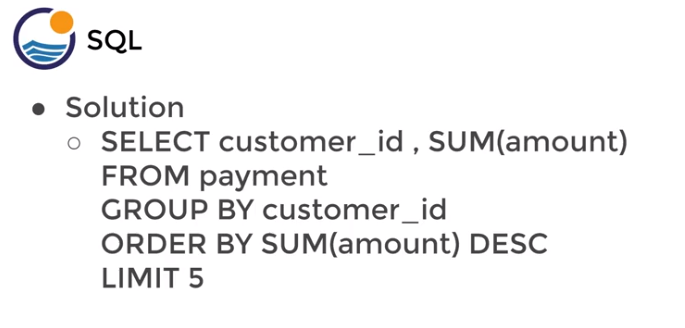 SQL
● Solution
○ SELECT customer_id , SUM(amount)
FROM payment
GROUP BY customer_id
ORDER BY SUM(amount) DESC
LIMIT 5